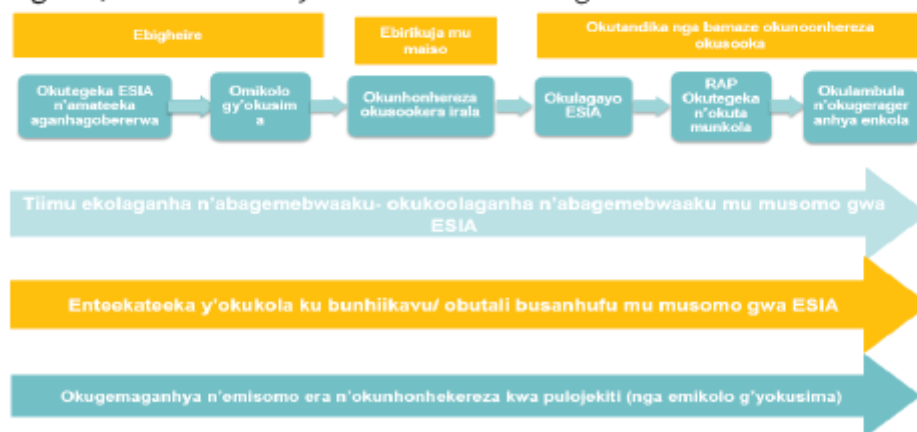 Ebigheire
Ebirikuja mu
maiso
Okutandika nga bamaze okunoonhereza
okusooka
Okutegeka ESIA
n'amateeka
aganhagobererwa
Omikolo
gy'okusim
a
Okunhonhereza
okusookera irala
Okulagayo
ESIA
RAP
Okutegeka
n'okuta
munkola
Okulambula
n'okugerager
anhya enkola
Tiimu ekolaganha n'abagemebwaaku- okukoolaganha n'abagemebwaaku mu musomo gwa
ESIA
Enteekateeka y'okukola ku bunhiikavu/ obutali busanhufu mu musomo gwa ESIA
Okugemaganhya n'emisomo era n'okunhonhekereza kwa pulojekiti (nga emikolo g'yokusima)